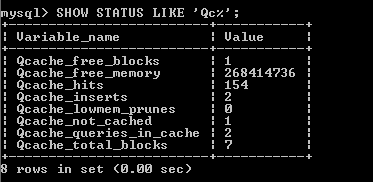 mysql> SHOW STATUS LIKE 'Qc%';
+-------------------------+-----------+
| Variable_name | Value |
+-------------------------+-----------+
| Qcache_free_blocks | 1 |
| Qcache_free_memory | 268414736 |
| Qcache_hits | 154 |
| Qcache_inserts | 2 |
| Qcache_lowmem_prunes | 0 |
| Qcache_not_cached | 1 |
| Qcache_queries_in_cache | 2 |
| Qcache_total_blocks | 7 |
+-------------------------+-----------+
8 rows in set (0.00 sec)